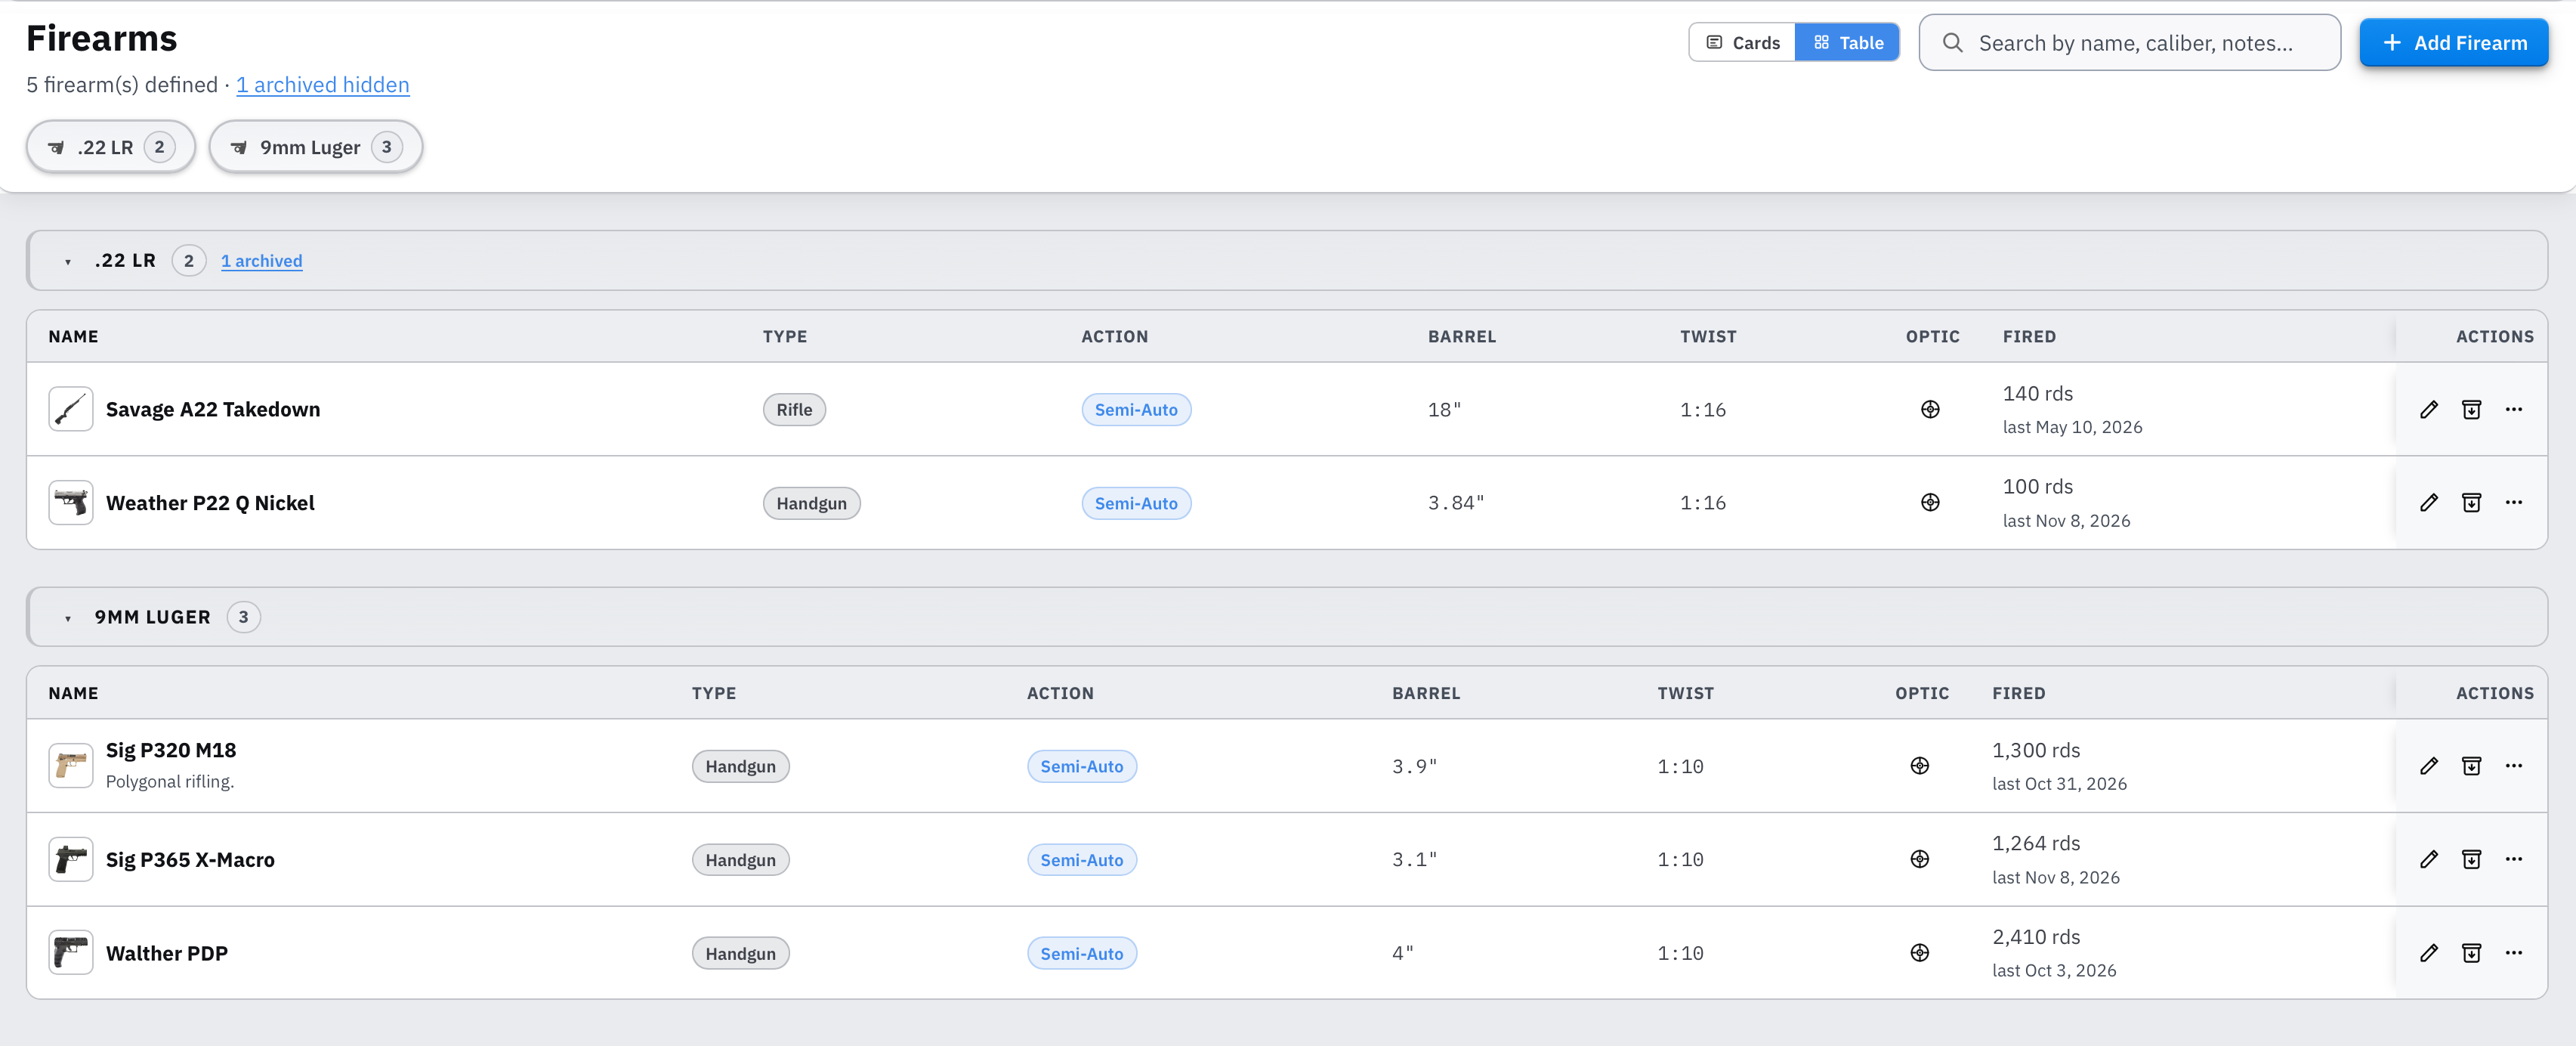 Firearms
Cards
Table
Search by name, caliber, notes...
Add Firearm
5 firearm(s) defined · 1 archived hidden
.22 LR 2
9mm Luger 3
.22 LR 2 1 archived
NAME TYPE ACTION BARREL TWIST OPTIC FIRED ACTIONS
Savage A22 Takedown Rifle Semi-Auto 18" 1:16 140 rds
last May 10, 2026
Weather P22 Q Nickel Handgun Semi-Auto 3.84" 1:16 100 rds
last Nov 8, 2026
9MM LUGER 3
NAME TYPE ACTION BARREL TWIST OPTIC FIRED ACTIONS
Sig P320 M18 Handgun Semi-Auto 3.9" 1:10 1,300 rds
Polygonal rifling. last Oct 31, 2026
Sig P365 X-Macro Handgun Semi-Auto 3.1" 1:10 1,264 rds
last Nov 8, 2026
Walther PDP Handgun Semi-Auto 4" 1:10 2,410 rds
last Oct 3, 2026